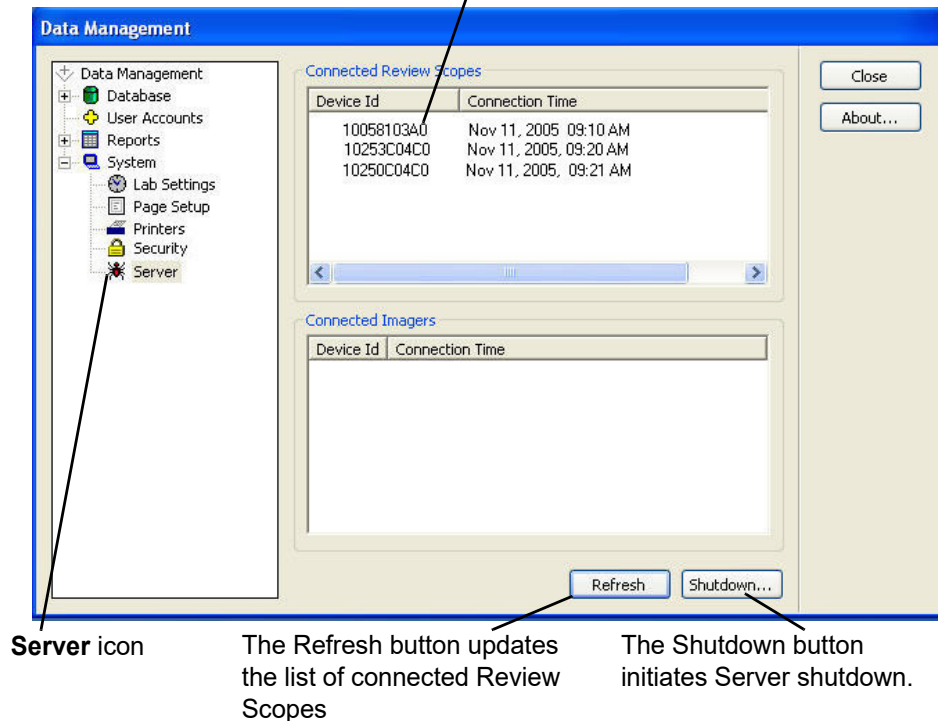 Data Management
Data Management
Database
User Accounts
Reports
System
Lab Settings
Page Setup
Printers
Security
Server
Connected Review Scopes
Device Id Connection Time
10058103A0 Nov 11, 2005 09:10 AM
10253C04C0 Nov 11, 2005, 09:20 AM
10250C04C0 Nov 11, 2005, 09:21 AM
Connected Imagers
Device Id Connection Time
Close
About...
Refresh Shutdown...
Server icon
The Refresh button updates
the list of connected Review
Scopes
The Shutdown button
initiates Server shutdown.